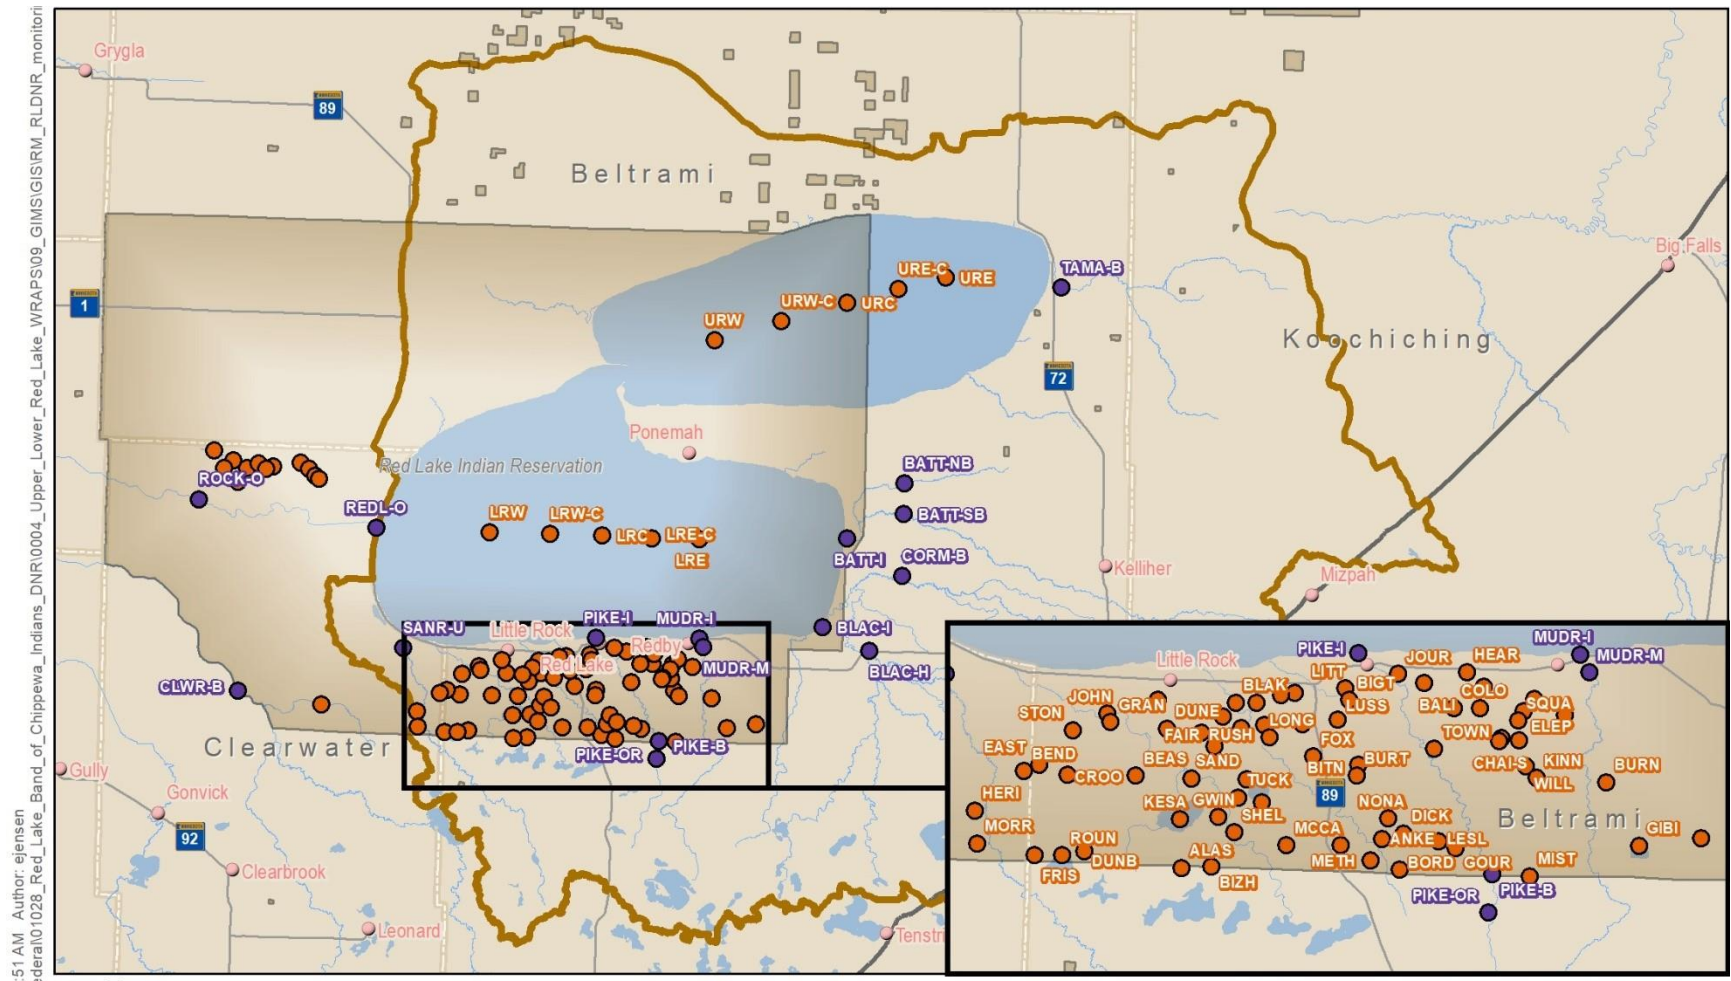 :51 AM Author: ejensen
ederal\01028_Red_Lake_Band_of_Chippewa_Indians_DNR\0004_Upper_Lower_Red_Lake_WRAPS\09_GIMS\GIS\RM_RLDNR_monitori
Grygla
89
Beltrami
Big Falls
URE-C
URE
TAMA-B
1
URW-C
URC
URW
Koochiching
72
Ponemah
Red Lake Indian Reservation
BATT-NB
ROCK-O
REDL-O
LRW
LRW-C
LRC
LRE-C
LRE
BATT-SB
BATT-I
CORM-B
Kelliher
Mizpah
SANR-U
Little Rock
PIKE-I
MUDR-I
Redby
Red Lake
MUDR-M
BLAC-I
BLAC-H
CLWR-B
Clearwater
PIKE-OR
PIKE-B
Gully
Gonvick
92
Clearbrook
Leonard
Tenstri
PIKE-I
MUDR-I
Little Rock
MUDR-M
LITT
JOUR
HEAR
BIGT
JOHN
GRAN
BLAK
COLO
STON
DUNE
LUSS
BALI
SQUA
LONG
ELEP
FAIR
RUSH
FOX
TOWN
EAST
BEND
BEAS
SAND
BURT
KINN
BITN
CHAI-S
CROO
TUCK
WILL
BURN
HERI
KESA
GWIN
89
NONA
SHEL
DICK
Beltrami
MORR
MCCA
ROUN
ANKE
LESL
GIBI
DUNB
ALAS
METH
BORD
GOUR
MIST
FRIS
BIZH
PIKE-OR
PIKE-B